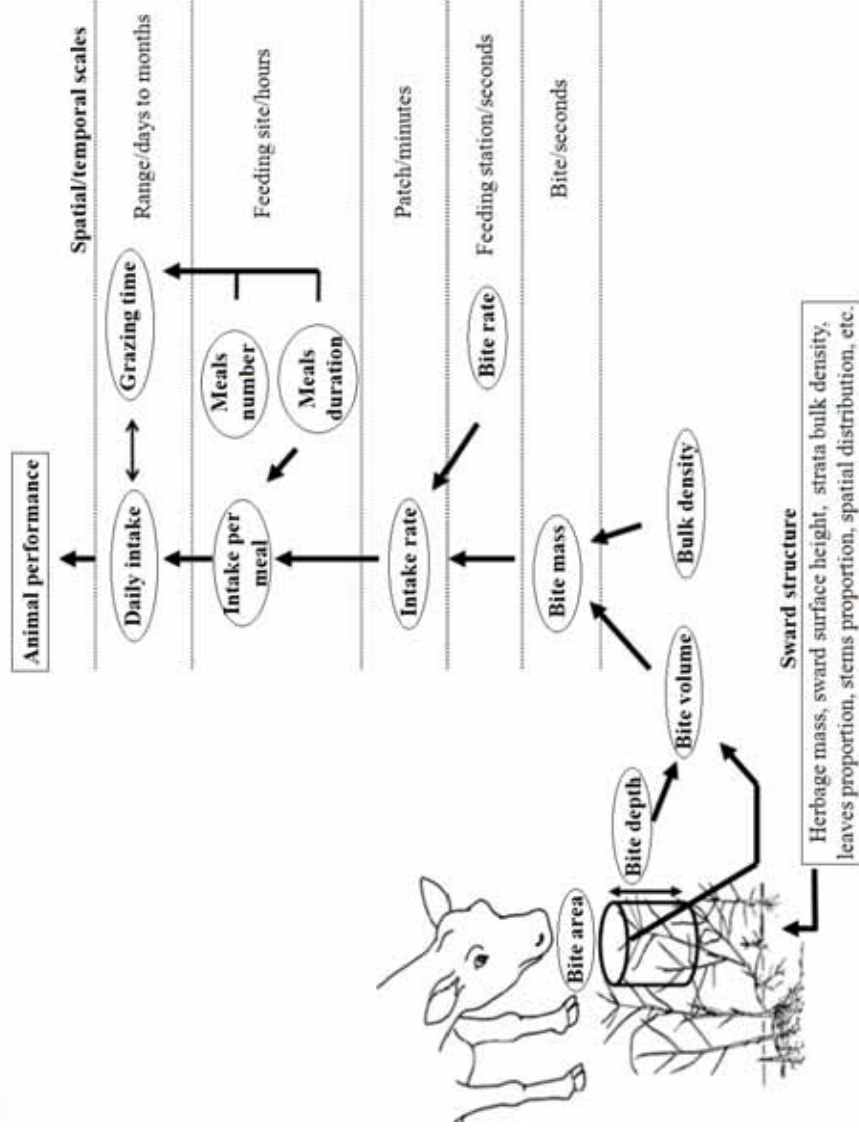 Animal performance
Spatial/temporal scales
Daily intake
Grazing time
Range/days to months
Intake per
meal
Meals
number
Meals
duration
Feeding site/hours
Intake rate
Patch/minutes
Bite rate
Feeding station/seconds
Bite mass
Bite/seconds
Bite area
Bite depth
Bite volume
Bulk density
Sward structure
Herbage mass, sward surface height, strata bulk density,
leaves proportion, stems proportion, spatial distribution, etc.